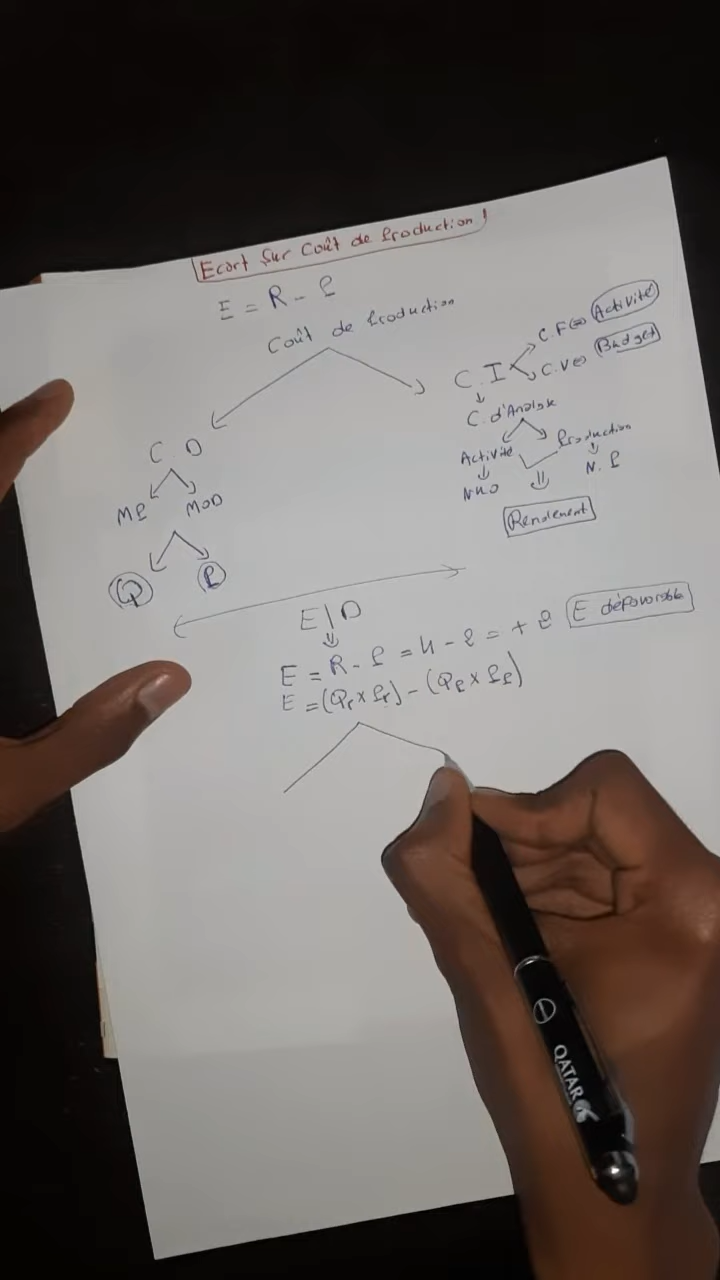 Ecart Sur Coût de Production !
E = R - P
Coût de Production
C.D
MP MOD
Q P
C.I
C.F⇔ Activité
C.V⇔ Budget
C. d'Analyse
Activité Production
NHO N.P
Rendement
E|D
E = R - P = 4 - 2 = + 2 E défavorable
E = (Qr × Pr) - (Qp × Pp)
QATAR